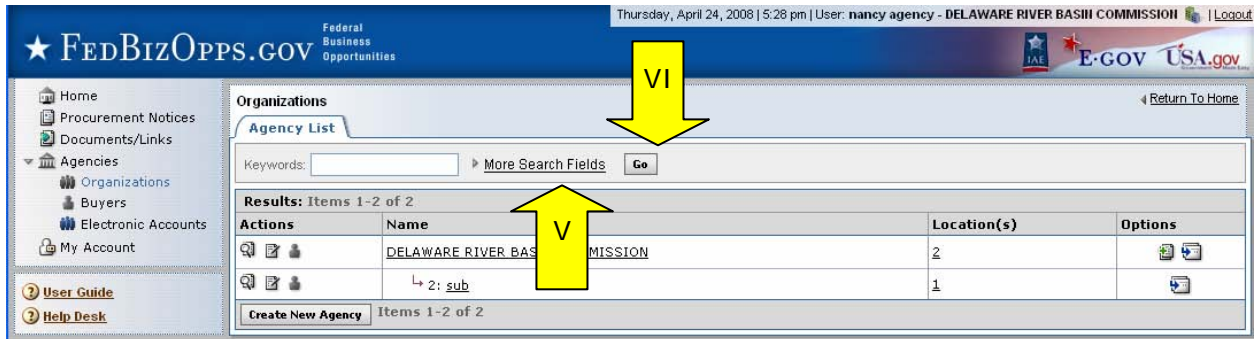 Thursday, April 24, 2008 | 5:28 pm | User: nancy agency - DELAWARE RIVER BASIN COMMISSION | Logout
★ FEDBIZOPPS.GOV
Federal
Business
Opportunities
IAE
E-GOV
USA.gov
Home
Procurement Notices
Documents/Links
Agencies
Organizations
Buyers
Electronic Accounts
My Account
User Guide
Help Desk
Organizations
Return To Home
Agency List
VI
Keywords:
More Search Fields
Go
Results: Items 1-2 of 2
V
Actions Name Location(s) Options
DELAWARE RIVER BAS MISSION 2
2: sub 1
Create New Agency Items 1-2 of 2